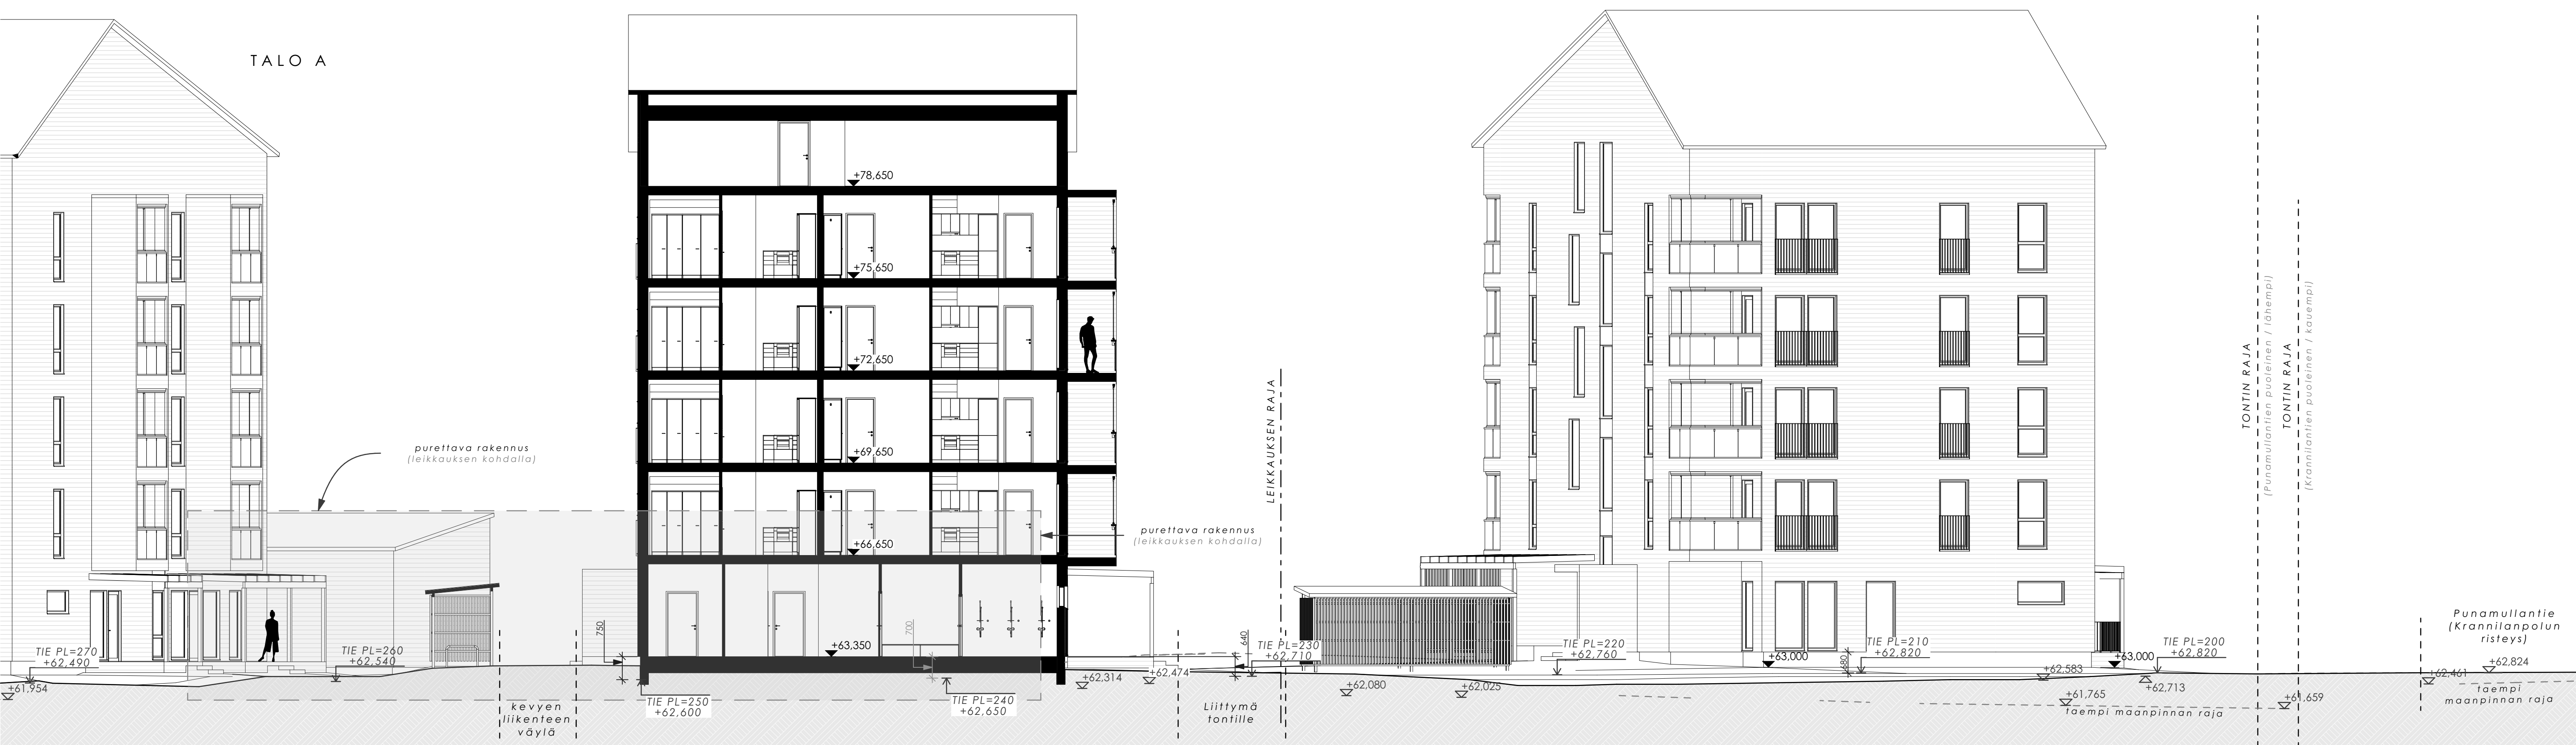 TALO A
+78,650
+75,650
+72,650
+69,650
+66,650
+63,350
purettava rakennus
(leikkauksen kohdalla)
purettava rakennus
(leikkauksen kohdalla)
LEIKKAUKSEN RAJA
TONTIN RAJA
(Punamullantien puoleinen / lähempi)
TONTIN RAJA
(Krannilantien puoleinen / kauempi)
Punamullantie
(Krannilanpolun
risteys)
TIE PL=270
+62,490
+61,954
TIE PL=260
+62,540
kevyen
liikenteen
väylä
750
700
TIE PL=250
+62,600
TIE PL=240
+62,650
+62,314
+62,474
Liittymä
tontille
640
TIE PL=230
+62,710
+62,080
+62,025
TIE PL=220
+62,760
+63,000
680
TIE PL=210
+62,820
+62,583
+63,000
TIE PL=200
+62,820
+62,713
+61,765
taempi maanpinnan raja
+61,659
+62,461
+62,824
taempi
maanpinnan raja